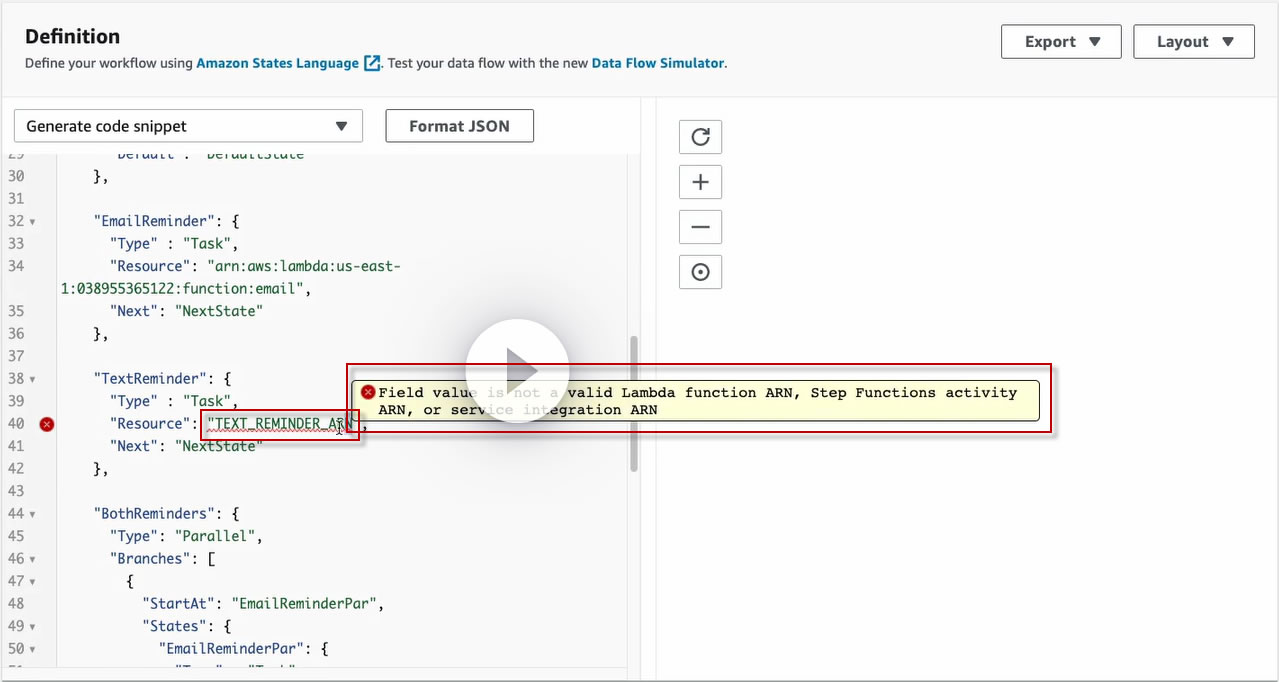 Definition
Define your workflow using Amazon States Language. Test your data flow with the new Data Flow Simulator.
Export
Layout
Generate code snippet
Format JSON
29 "Default": "DefaultState"
30 },
31
32 "EmailReminder": {
33 "Type" : "Task",
34 "Resource": "arn:aws:lambda:us-east-
1:038955365122:function:email",
35 "Next": "NextState"
36 },
37
38 "TextReminder": {
39 "Type" : "Task",
Field value is not a valid Lambda function ARN, Step Functions activity
ARN, or service integration ARN
40 "Resource": "TEXT_REMINDER_ARN",
41 "Next": "NextState"
42 },
43
44 "BothReminders": {
45 "Type": "Parallel",
46 "Branches": [
47 {
48 "StartAt": "EmailReminderPar",
49 "States": {
50 "EmailReminderPar": {